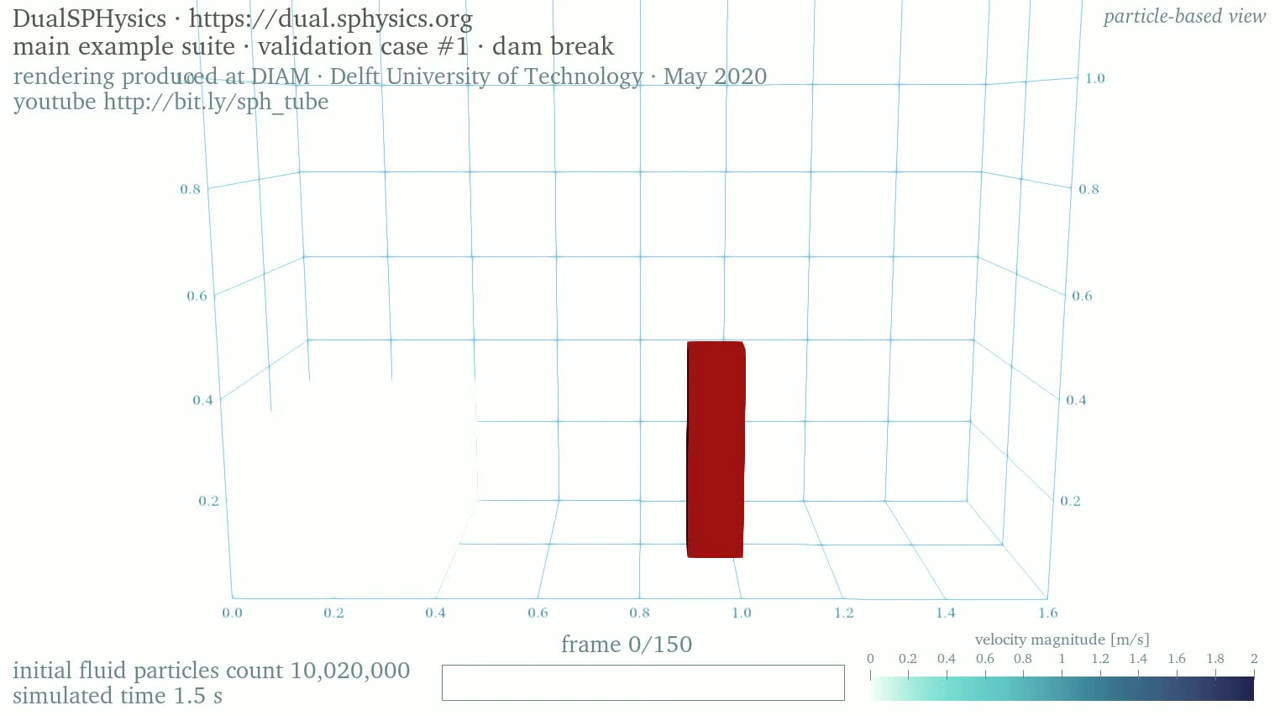 DualSPHysics · https://dual.sphysics.org
particle-based view
main example suite · validation case #1 · dam break
rendering produced at DIAM · Delft University of Technology · May 2020
youtube http://bit.ly/sph_tube
1.0 1.0
0.8 0.8
0.6 0.6
0.4 0.4
0.2 0.2
0.0 0.2 0.4 0.6 0.8 1.0 1.2 1.4 1.6
frame 0/150
velocity magnitude [m/s]
0 0.2 0.4 0.6 0.8 1 1.2 1.4 1.6 1.8 2
initial fluid particles count 10,020,000
simulated time 1.5 s